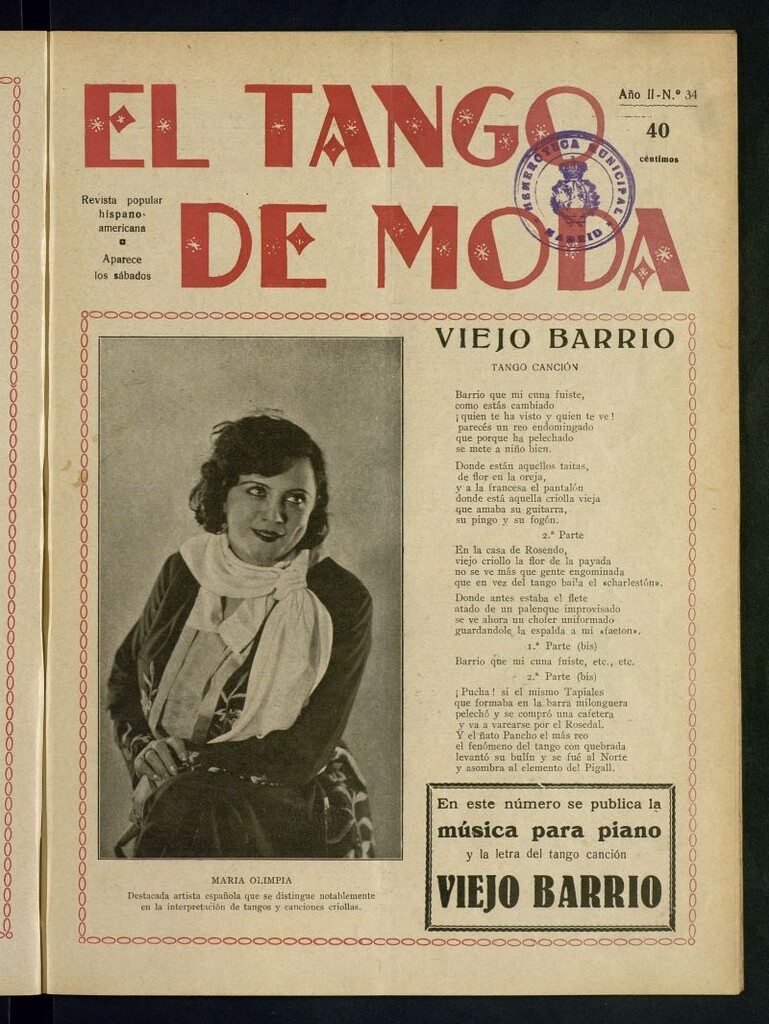 EL TANGO
DE MODA
Año II-N.º 34
40
céntimos
HEMEROTECA MUNICIPAL
MADRID
Revista popular
hispano-
americana
Aparece
los sábados
VIEJO BARRIO
TANGO CANCIÓN
Barrio que mi cuna fuiste,
como estás cambiado
¡ quien te ha visto y quien te ve !
parecés un reo endomingado
que porque ha pelechado
se mete a niño bien.
Donde están aquellos taitas,
de flor en la oreja,
y a la francesa el pantalón
donde está aquella criolla vieja
que amaba su guitarra,
su pingo y su fogón.
2.ª Parte
En la casa de Rosendo,
viejo criollo la flor de la payada
no se ve más que gente engominada
que en vez del tango baila el «charlestón».
Donde antes estaba el flete
atado de un palenque improvisado
se ve ahora un chofer uniformado
guardandole la espalda a mi «faeton».
1.ª Parte (bis)
Barrio que mi cuna fuiste, etc., etc.
2.ª Parte (bis)
¡ Pucha ! si el mismo Tapiales
que formaba en la barra milonguera
pelechó y se compró una cafetera
y va a varearse por el Rosedal.
Y el ñato Pancho el más reo
el fenómeno del tango con quebrada
levantó su bulín y se fué al Norte
y asombra al elemento del Pigall.
MARIA OLIMPIA
Destacada artista española que se distingue notablemente
en la interpretación de tangos y canciones criollas.
En este número se publica la
música para piano
y la letra del tango canción
VIEJO BARRIO